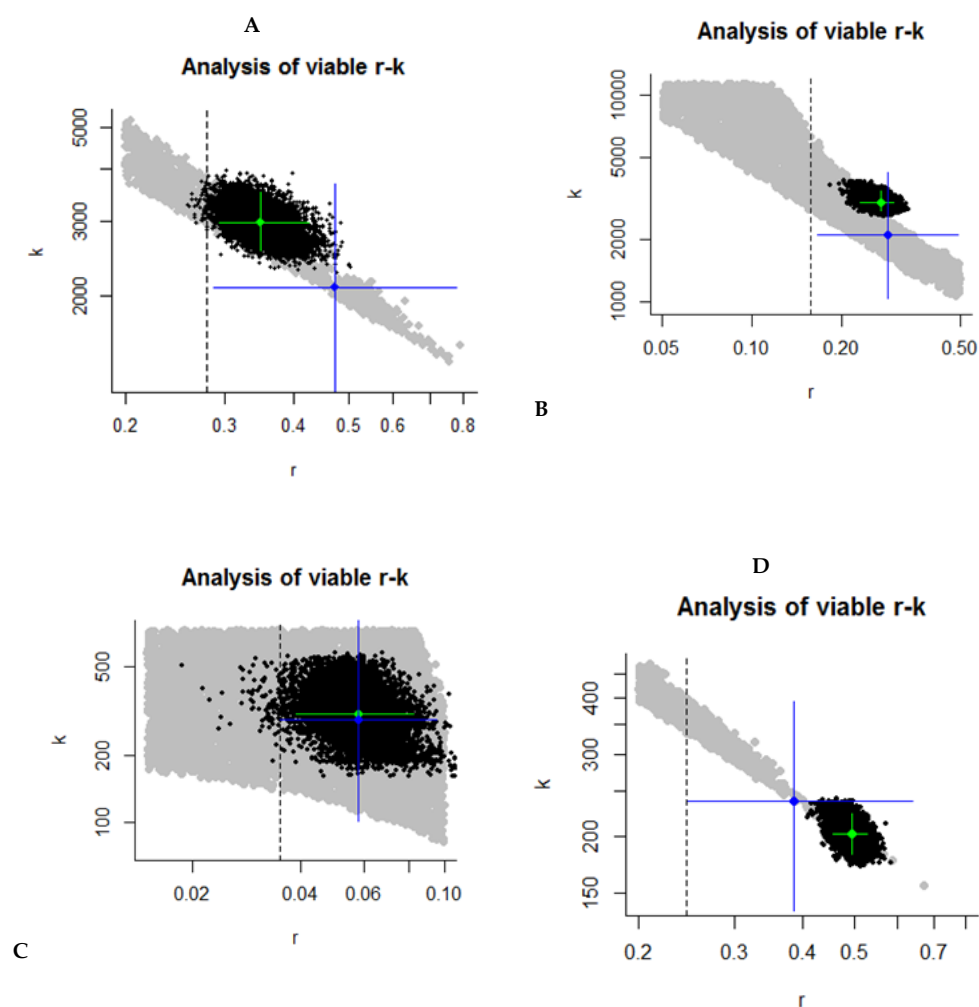 A
Analysis of viable r-k
k
5000
3000
2000
0.2 0.3 0.4 0.5 0.6 0.8
r
Analysis of viable r-k
k
10000
5000
2000
1000
0.05 0.10 0.20 0.50
r
B
Analysis of viable r-k
k
500
200
100
0.02 0.04 0.06 0.10
r
C
D
Analysis of viable r-k
k
400
300
200
150
0.2 0.3 0.4 0.5 0.7
r